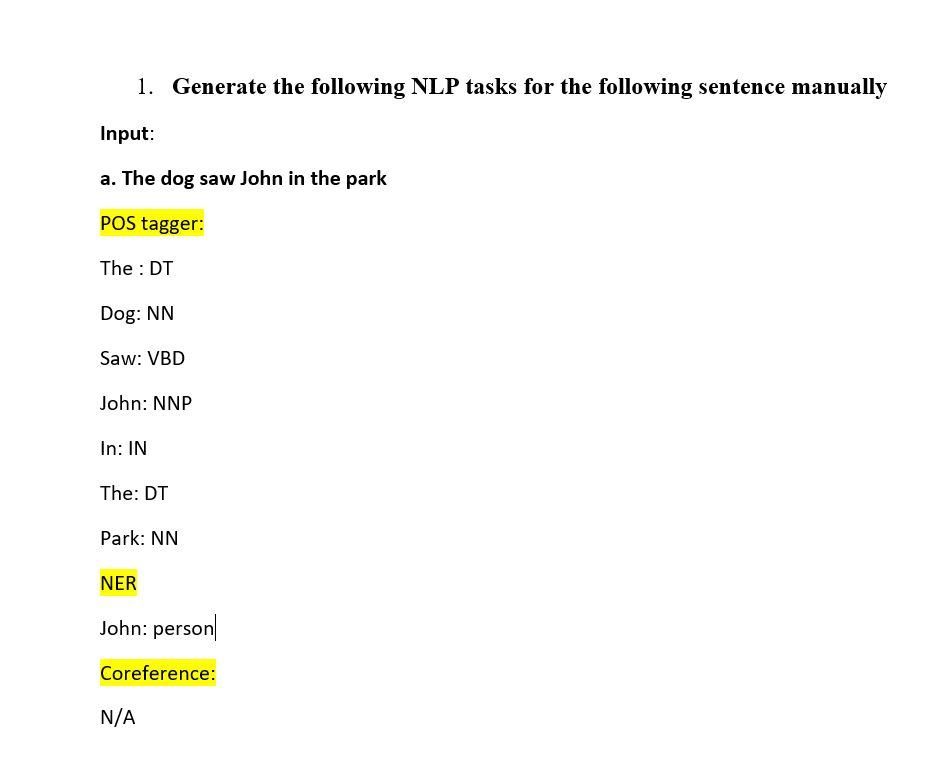 1. Generate the following NLP tasks for the following sentence manually
Input:
a. The dog saw John in the park
POS tagger:
The : DT
Dog: NN
Saw: VBD
John: NNP
In: IN
The: DT
Park: NN
NER
John: person
Coreference:
N/A